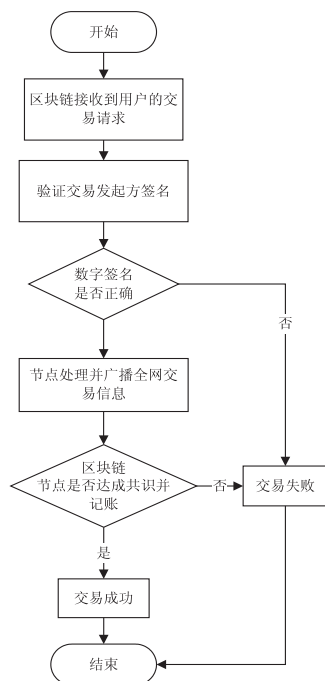 开始
区块链接收到用户的交
易请求
验证交易发起方签名
数字签名
是否正确
否
节点处理并广播全网交
易信息
区块链
节点是否达成共识并
记账
否
交易失败
是
交易成功
结束